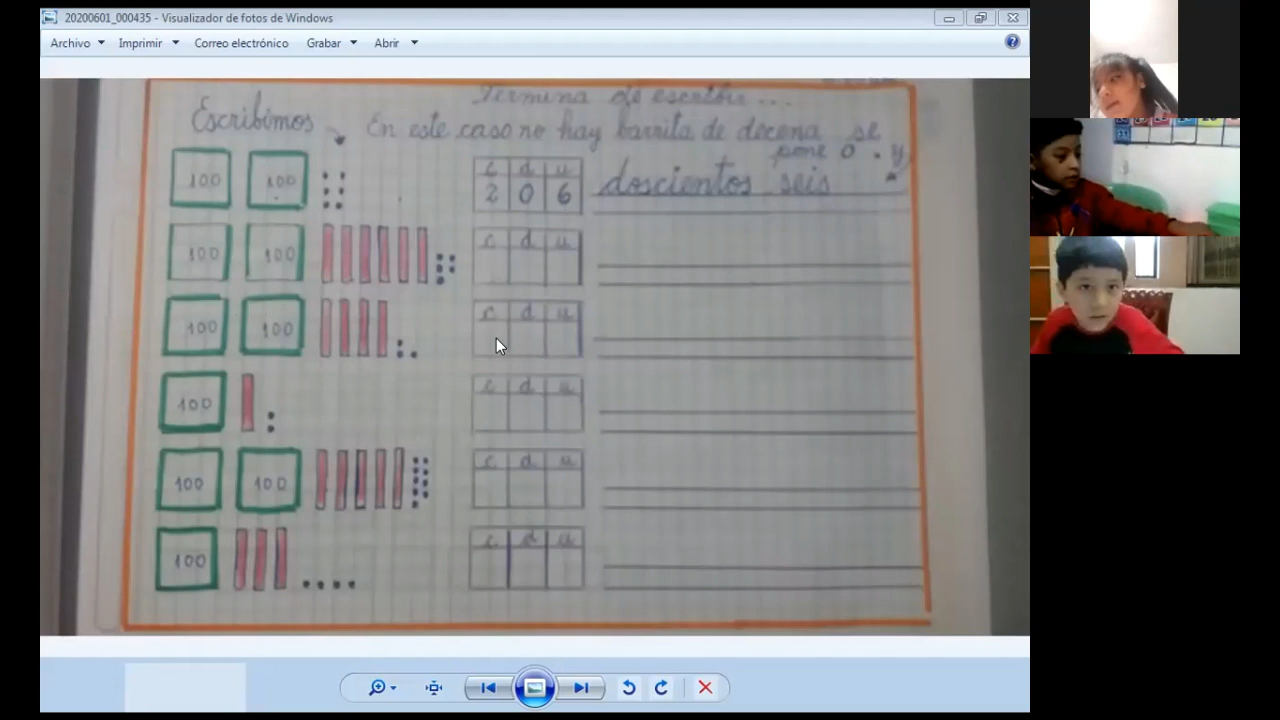 20200601_000435 - Visualizador de fotos de Windows
Archivo Imprimir Correo electrónico Grabar Abrir
Termina de escribir...
Escribimos En este caso no hay barrita de decena se
pone 0. y
100 100 c d u
2 0 6 doscientos seis
100 100 c d u
100 100 c d u
100 c d u
100 100 c d u
100 c d u